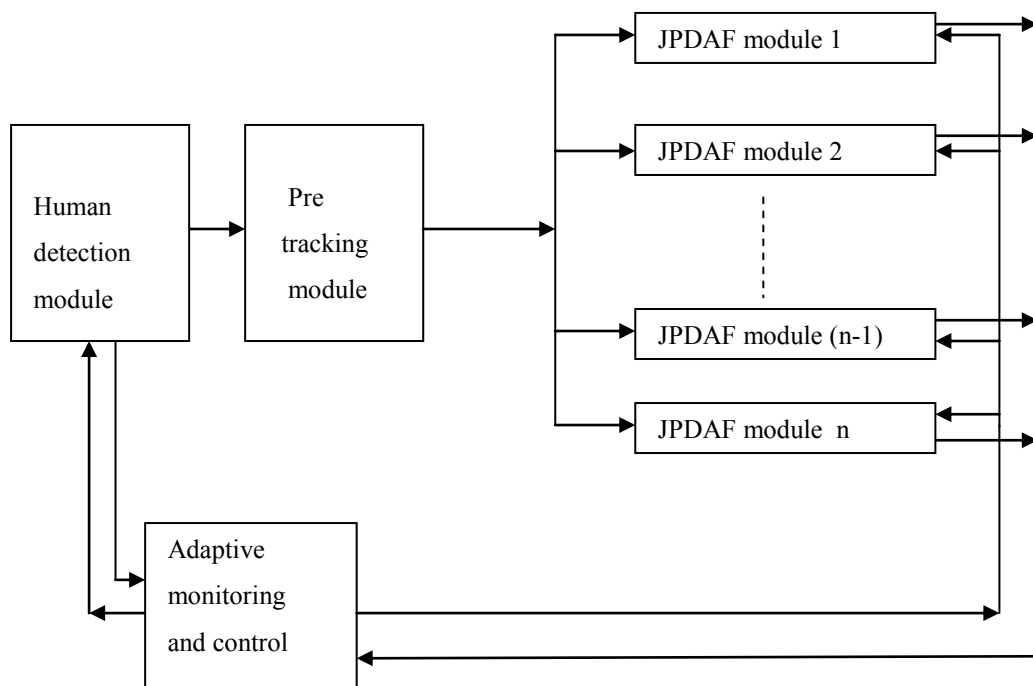 JPDAF module 1
JPDAF module 2
Human
detection
module
Pre
tracking
module
JPDAF module (n-1)
JPDAF module n
Adaptive
monitoring
and control